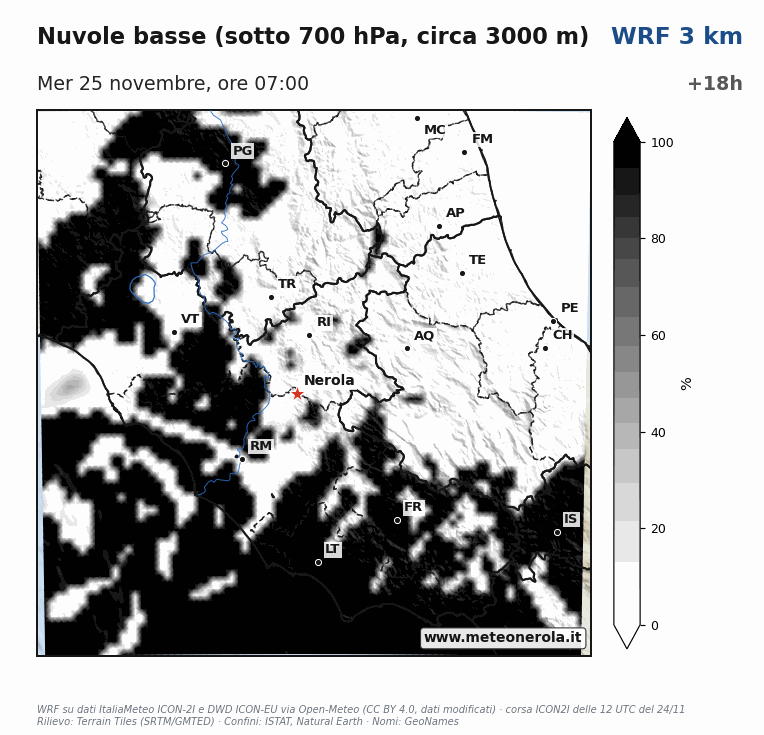 Nuvole basse (sotto 700 hPa, circa 3000 m) WRF 3 km
Mer 25 novembre, ore 07:00 +18h
MC
FM
PG
AP
TE
TR
PE
VT
RI
AQ
CH
Nerola
RM
FR
IS
LT
www.meteonerola.it
100
80
60
40
20
0
%
WRF su dati ItaliaMeteo ICON-2I e DWD ICON-EU via Open-Meteo (CC BY 4.0, dati modificati) · corsa ICON2I delle 12 UTC del 24/11
Rilievo: Terrain Tiles (SRTM/GMTED) · Confini: ISTAT, Natural Earth · Nomi: GeoNames